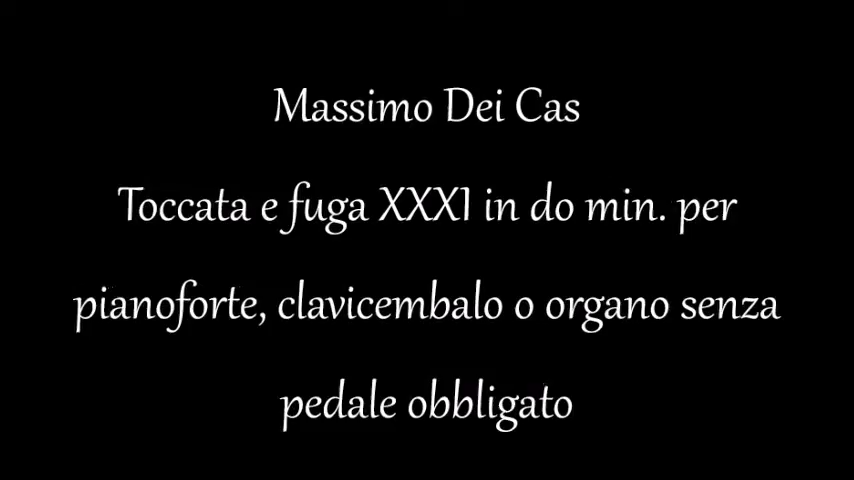 Massimo Dei Cas
Toccata e fuga XXXI in do min. per
pianoforte, clavicembalo o organo senza
pedale obbligato